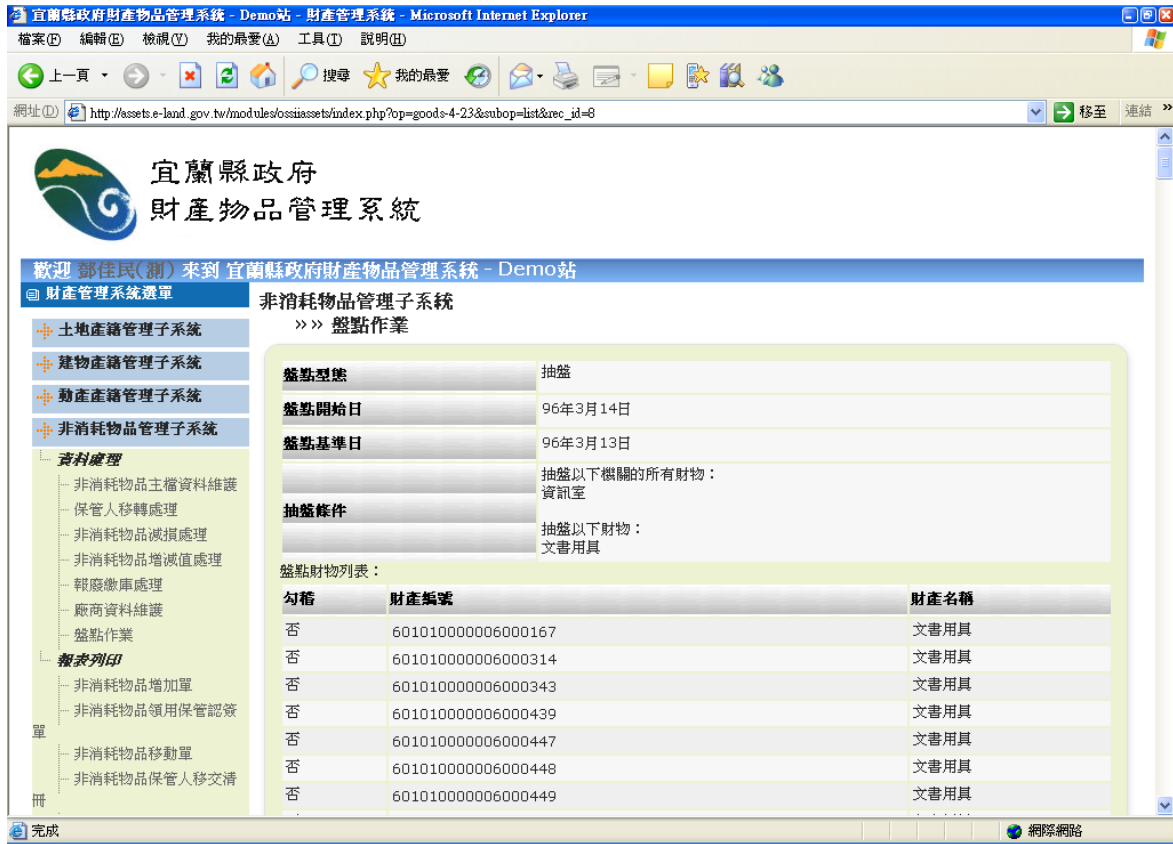 宜蘭縣政府財產物品管理系統 - Demo站 - 財產管理系統 - Microsoft Internet Explorer
檔案(F) 編輯(E) 檢視(V) 我的最愛(A) 工具(T) 說明(H)
上一頁 搜尋 我的最愛
網址(D) http://assets.e-land.gov.tw/modules/ossiiassets/index.php?op=goods-4-23&subop=list&rec_id=8 移至 連結 »
宜蘭縣政府
財產物品管理系統
歡迎 鄧佳民(測) 來到 宜蘭縣政府財產物品管理系統 - Demo站
財產管理系統選單
土地產籍管理子系統
建物產籍管理子系統
動產產籍管理子系統
非消耗物品管理子系統
資料處理
非消耗物品主檔資料維護
保管人移轉處理
非消耗物品減損處理
非消耗物品增減值處理
報廢繳庫處理
廠商資料維護
盤點作業
報表列印
非消耗物品增加單
非消耗物品領用保管認簽
單
非消耗物品移動單
非消耗物品保管人移交清
冊
非消耗物品管理子系統
»» 盤點作業
盤點型態 抽盤
盤點開始日 96年3月14日
盤點基準日 96年3月13日
抽盤條件
抽盤以下機關的所有財物：
資訊室
抽盤以下財物：
文書用具
盤點財物列表：
勾稽 財產編號 財產名稱
否 601010000006000167 文書用具
否 601010000006000314 文書用具
否 601010000006000343 文書用具
否 601010000006000439 文書用具
否 601010000006000447 文書用具
否 601010000006000448 文書用具
否 601010000006000449 文書用具
完成 網際網路